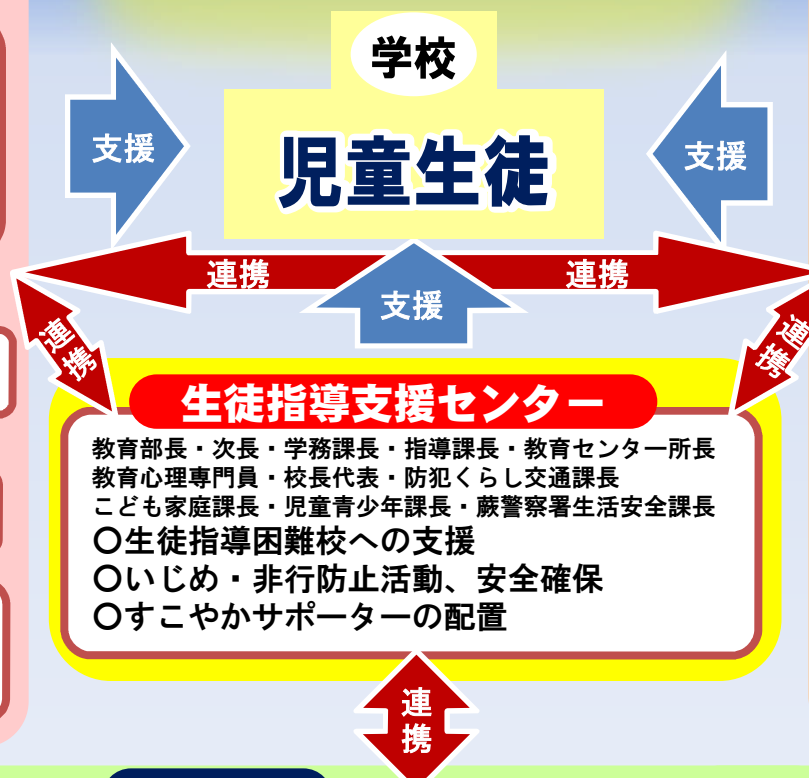 学校
児童生徒
支援
支援
連携
連携
支援
連携
連携
生徒指導支援センター
教育部長・次長・学務課長・指導課長・教育センター所長
教育心理専門員・校長代表・防犯くらし交通課長
こども家庭課長・児童青少年課長・蕨警察署生活安全課長
〇生徒指導困難校への支援
〇いじめ・非行防止活動、安全確保
〇すこやかサポーターの配置
連携